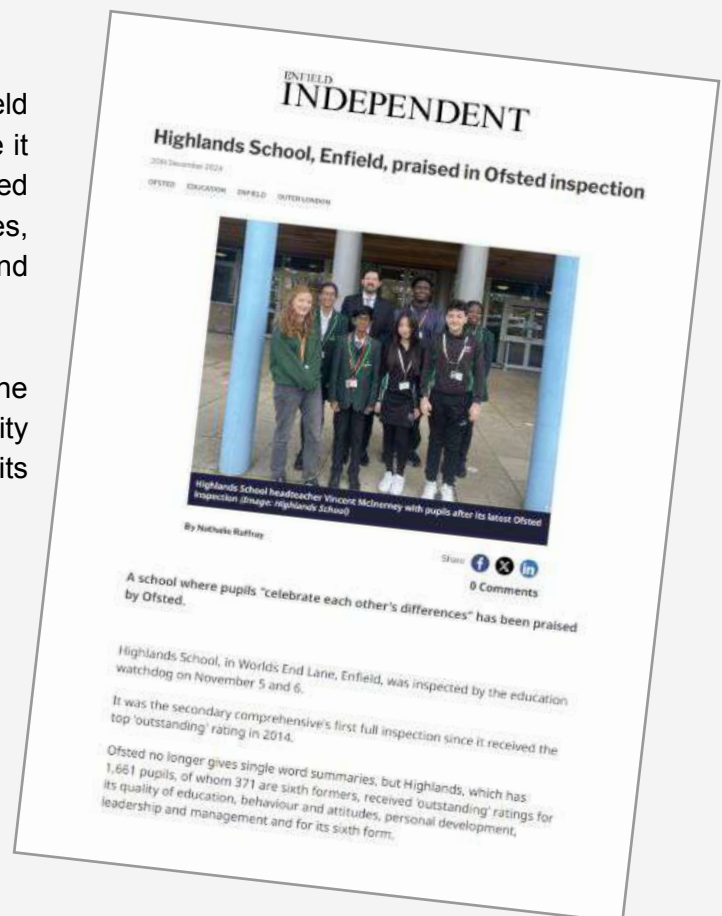 eld
e it
ed
es,
nd
he
ity
its
ENFIELD
INDEPENDENT
Highlands School, Enfield, praised in Ofsted inspection
20th December 2024
OFSTED EDUCATION ENFIELD OUTER LONDON
Highlands School headteacher Vincent McInerney with pupils after its latest Ofsted
inspection (Image: Highlands School)
By Nathalie Raffray
Share
0 Comments
A school where pupils "celebrate each other's differences" has been praised
by Ofsted.
Highlands School, in Worlds End Lane, Enfield, was inspected by the education
watchdog on November 5 and 6.
It was the secondary comprehensive's first full inspection since it received the
top 'outstanding' rating in 2014.
Ofsted no longer gives single word summaries, but Highlands, which has
1,661 pupils, of whom 371 are sixth formers, received 'outstanding' ratings for
its quality of education, behaviour and attitudes, personal development,
leadership and management and for its sixth form.